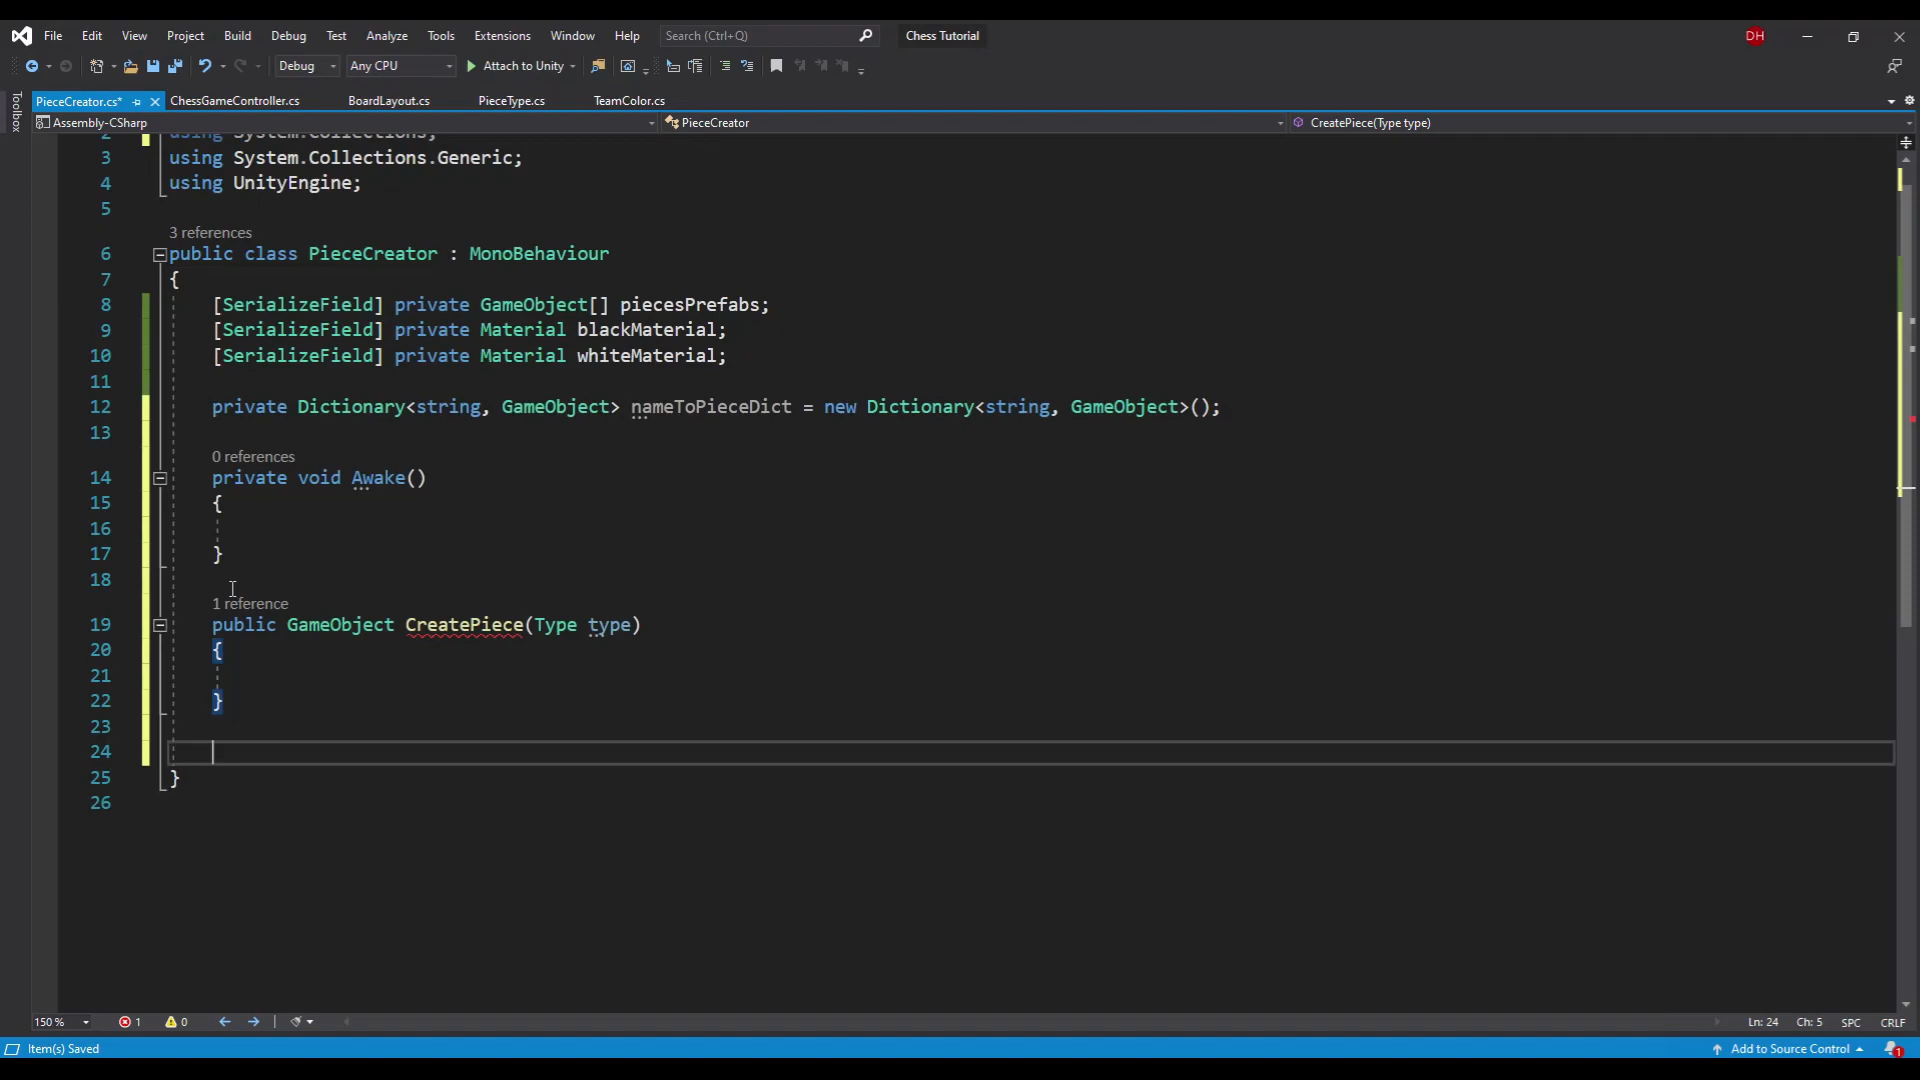 File Edit View Project Build Debug Test Analyze Tools Extensions Window Help Search (Ctrl+Q) Chess Tutorial DH
Debug Any CPU Attach to Unity
PieceCreator.cs* ChessGameController.cs BoardLayout.cs PieceType.cs TeamColor.cs
Toolbox
Assembly-CSharp PieceCreator CreatePiece(Type type)
2 using System.Collections;
3 using System.Collections.Generic;
4 using UnityEngine;
5
3 references
6 public class PieceCreator : MonoBehaviour
7 {
8 [SerializeField] private GameObject[] piecesPrefabs;
9 [SerializeField] private Material blackMaterial;
10 [SerializeField] private Material whiteMaterial;
11
12 private Dictionary<string, GameObject> nameToPieceDict = new Dictionary<string, GameObject>();
13
0 references
14 private void Awake()
15 {
16
17 }
18
1 reference
19 public GameObject CreatePiece(Type type)
20 {
21
22 }
23
24
25 }
26
150 % 1 0 Ln: 24 Ch: 5 SPC CRLF
Item(s) Saved Add to Source Control 1